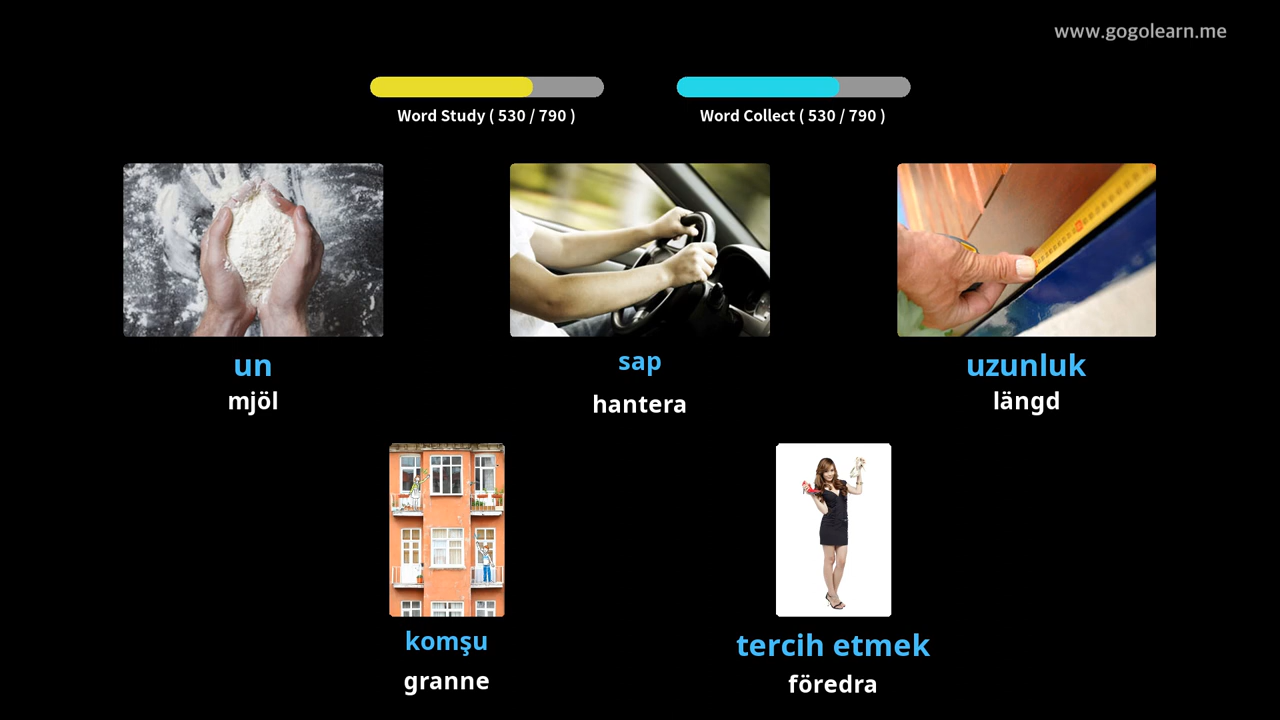 www.gogolearn.me
Word Study ( 530 / 790 )
Word Collect ( 530 / 790 )
un
mjöl
sap
hantera
uzunluk
längd
komşu
granne
tercih etmek
föredra